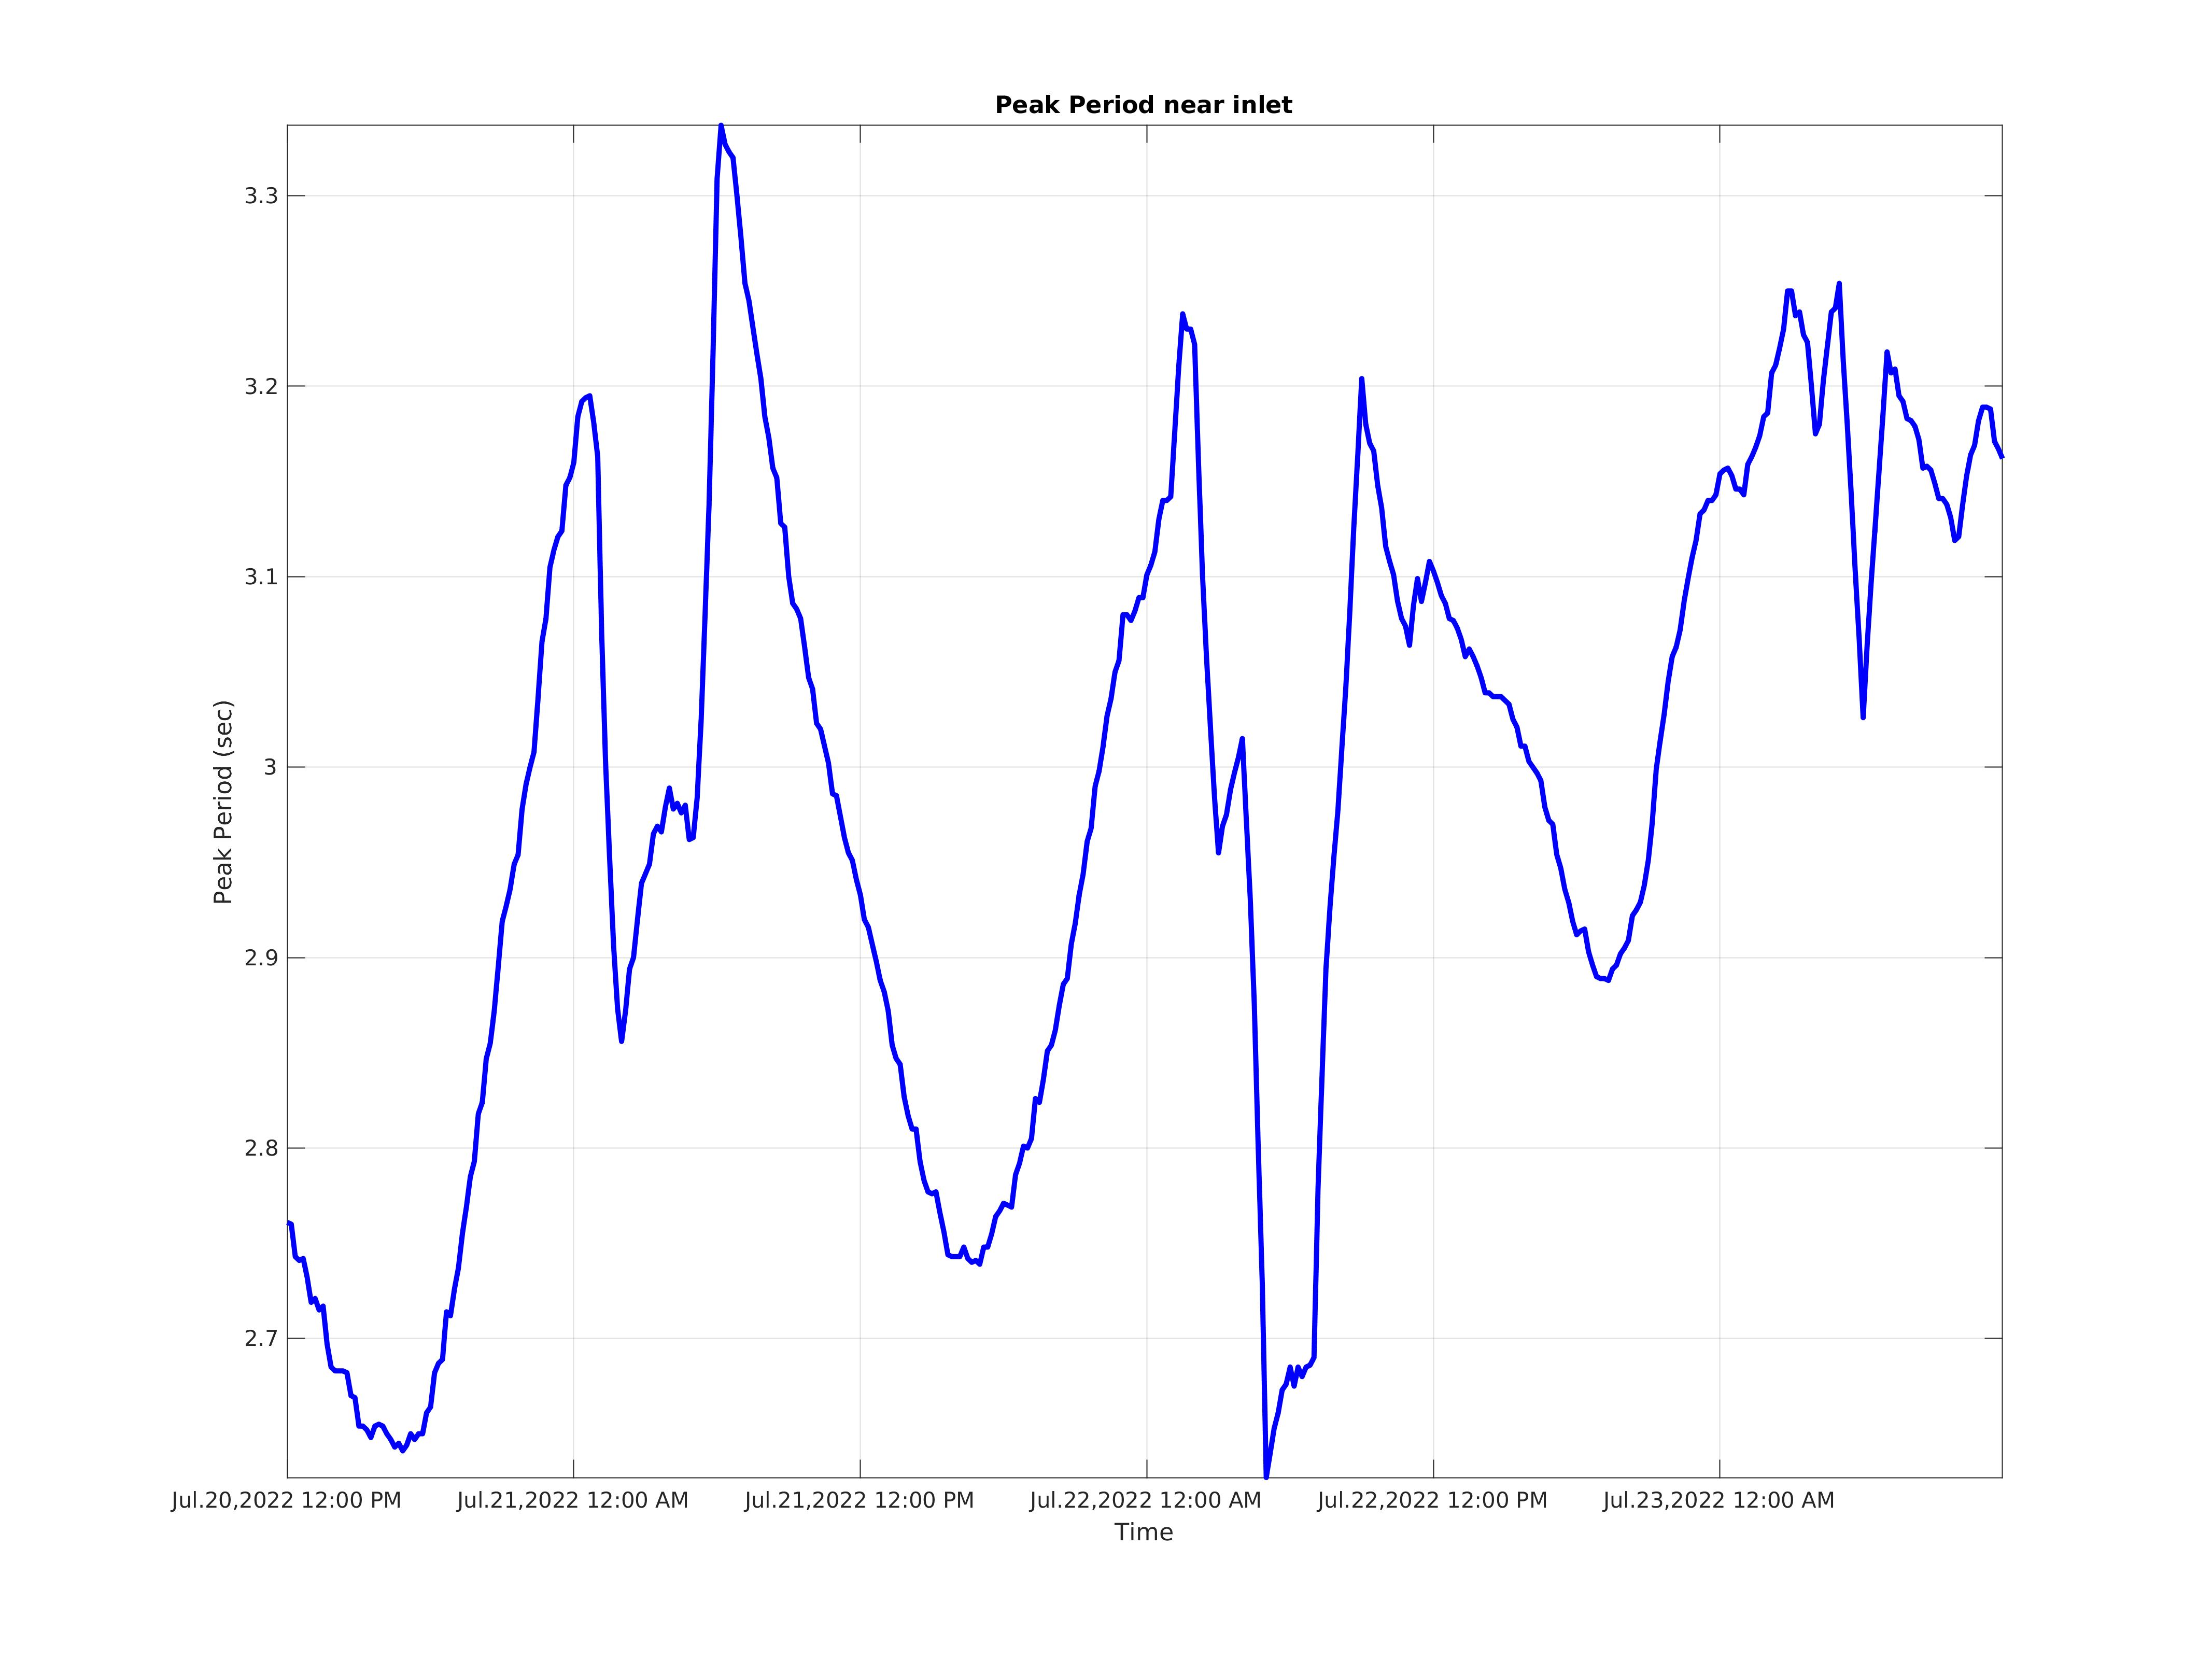 Peak Period near inlet
3.3
3.2
3.1
3
2.9
2.8
2.7
Peak Period (sec)
Jul.20,2022 12:00 PM
Jul.21,2022 12:00 AM
Jul.21,2022 12:00 PM
Jul.22,2022 12:00 AM
Jul.22,2022 12:00 PM
Jul.23,2022 12:00 AM
Time